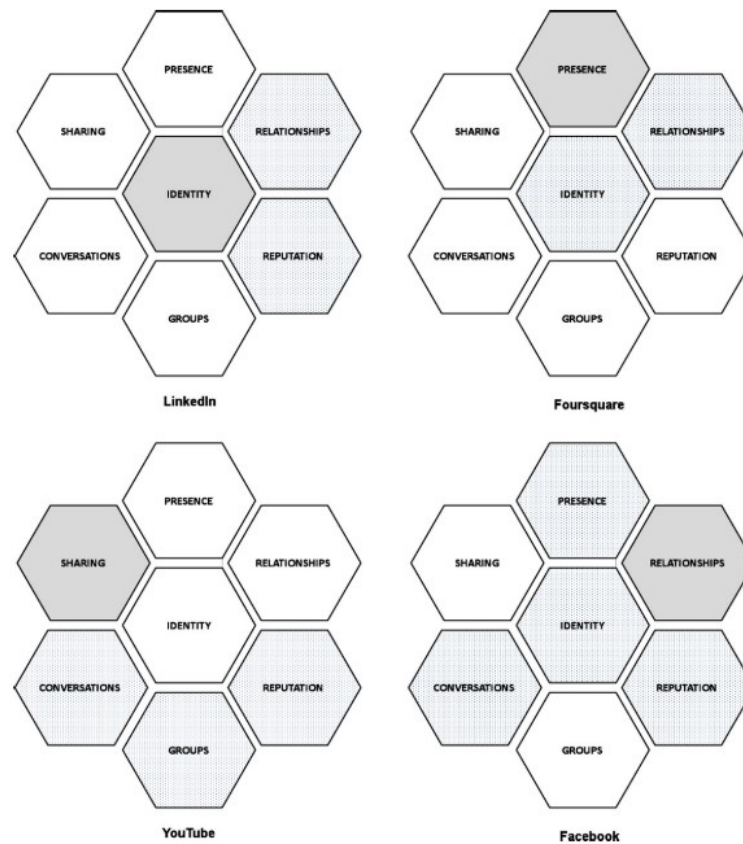 PRESENCE
SHARING
RELATIONSHIPS
IDENTITY
CONVERSATIONS
REPUTATION
GROUPS
LinkedIn
PRESENCE
SHARING
RELATIONSHIPS
IDENTITY
CONVERSATIONS
REPUTATION
GROUPS
Foursquare
PRESENCE
SHARING
RELATIONSHIPS
IDENTITY
CONVERSATIONS
REPUTATION
GROUPS
YouTube
PRESENCE
SHARING
RELATIONSHIPS
IDENTITY
CONVERSATIONS
REPUTATION
GROUPS
Facebook